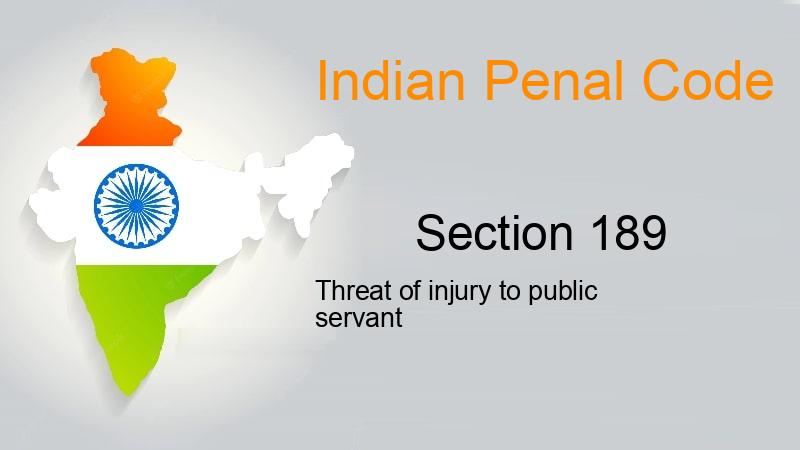 Indian Penal Code
Section 189
Threat of injury to public
servant